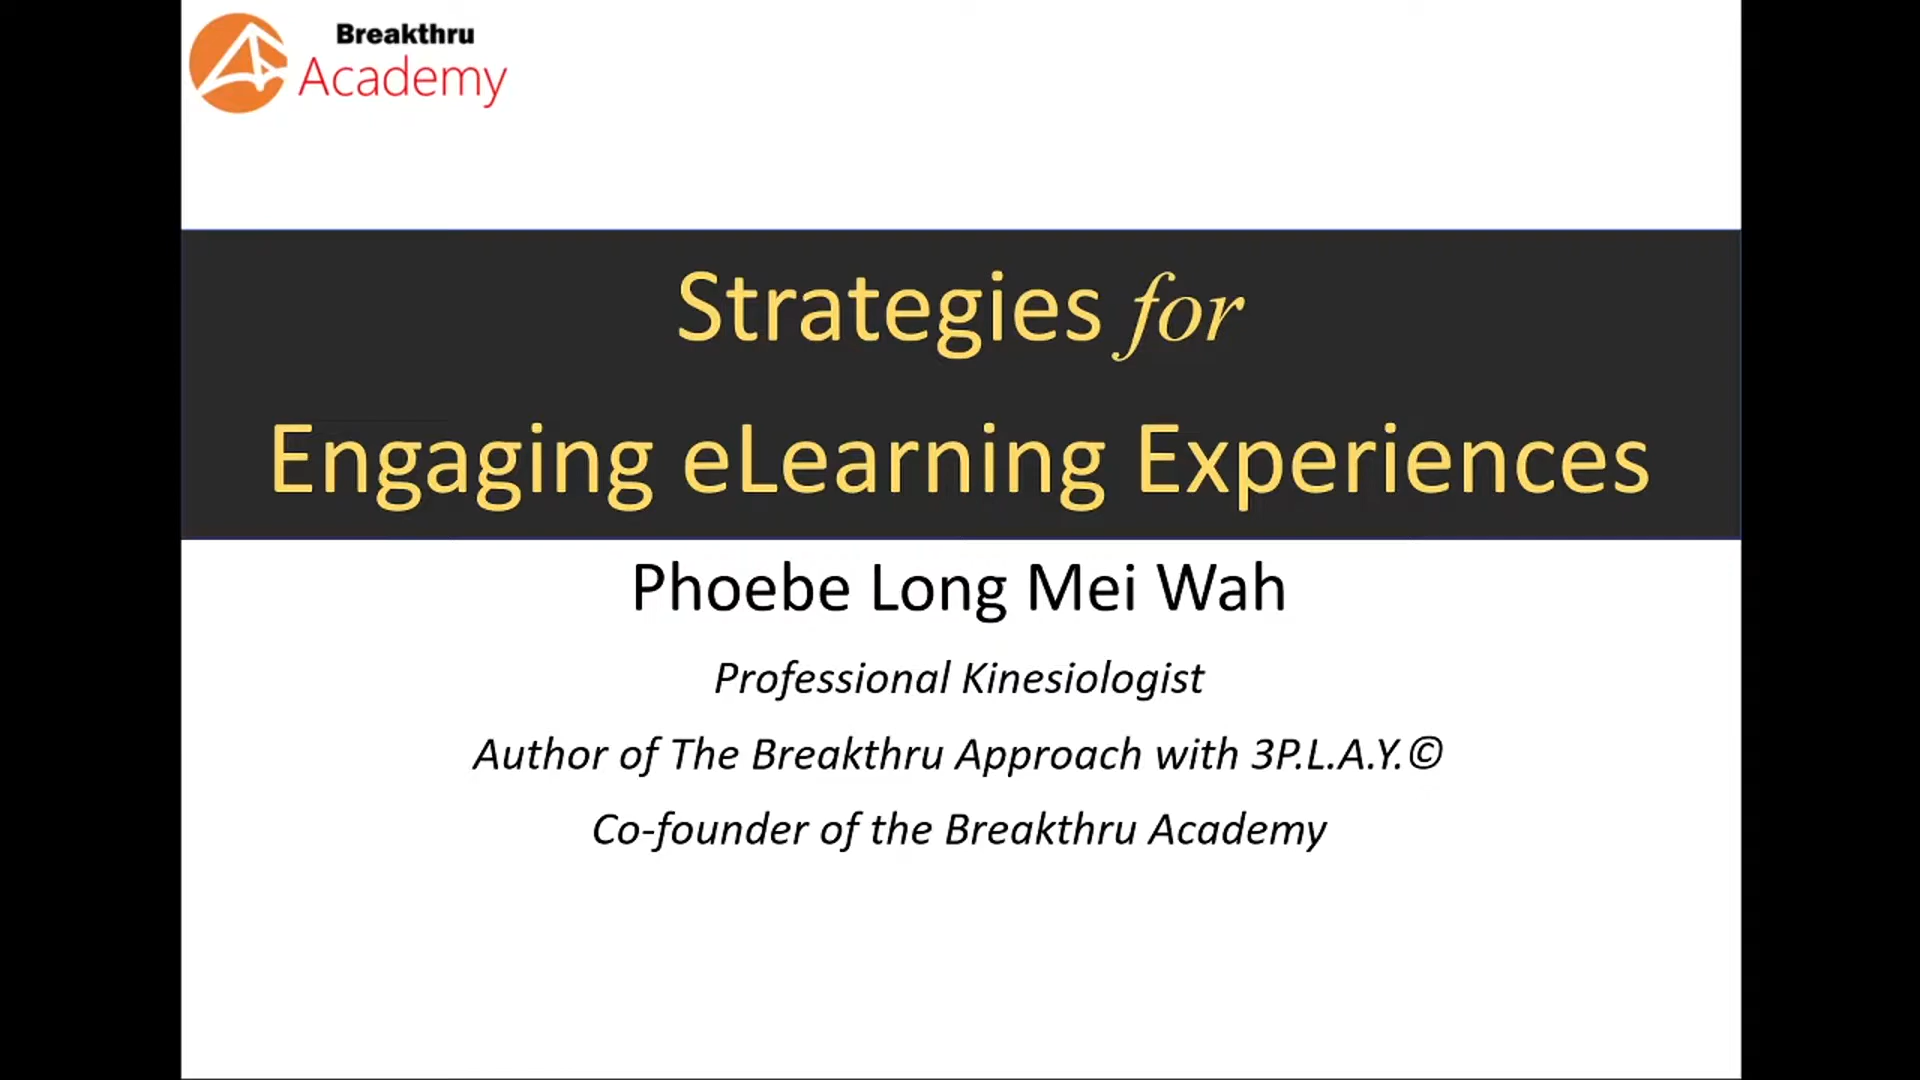 Breakthru
Academy
Strategies for
Engaging eLearning Experiences
Phoebe Long Mei Wah
Professional Kinesiologist
Author of The Breakthru Approach with 3P.L.A.Y.©
Co-founder of the Breakthru Academy